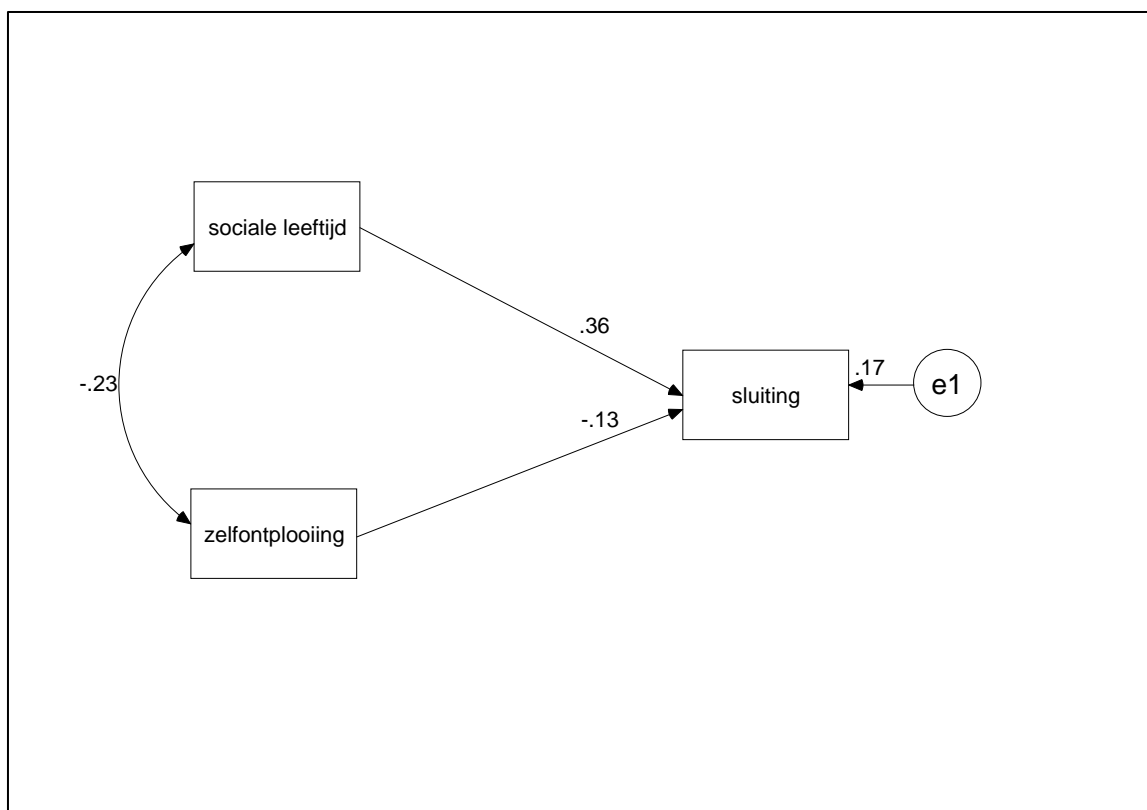 sociale leeftijd
.36
-.23
sluiting
.17
e1
-.13
zelfontplooiing